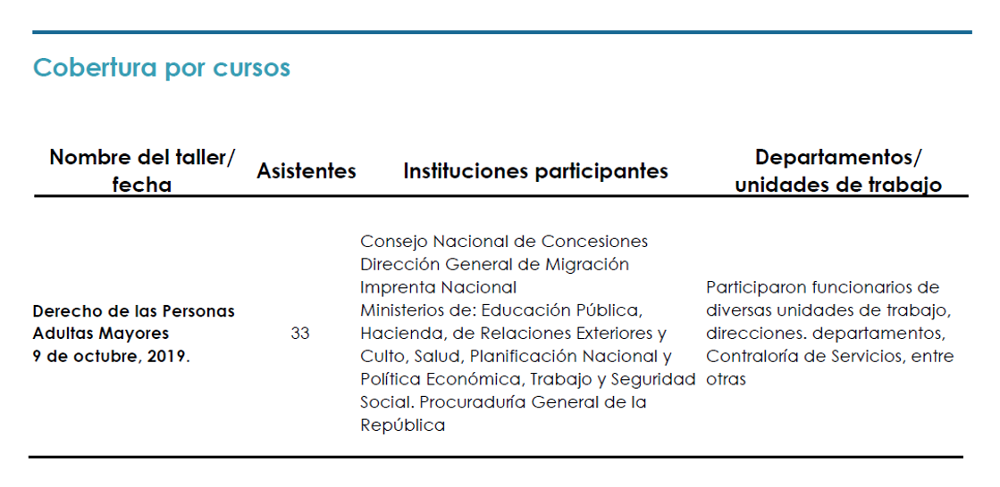 Cobertura por cursos
Nombre del taller/
fecha
Asistentes
Instituciones participantes
Departamentos/
unidades de trabajo
Derecho de las Personas
Adultas Mayores
9 de octubre, 2019.
33
Consejo Nacional de Concesiones
Dirección General de Migración
Imprenta Nacional
Ministerios de: Educación Pública,
Hacienda, de Relaciones Exteriores y
Culto, Salud, Planificación Nacional y
Política Económica, Trabajo y Seguridad
Social. Procuraduría General de la
República
Participaron funcionarios de
diversas unidades de trabajo,
direcciones. departamentos,
Contraloría de Servicios, entre
otras